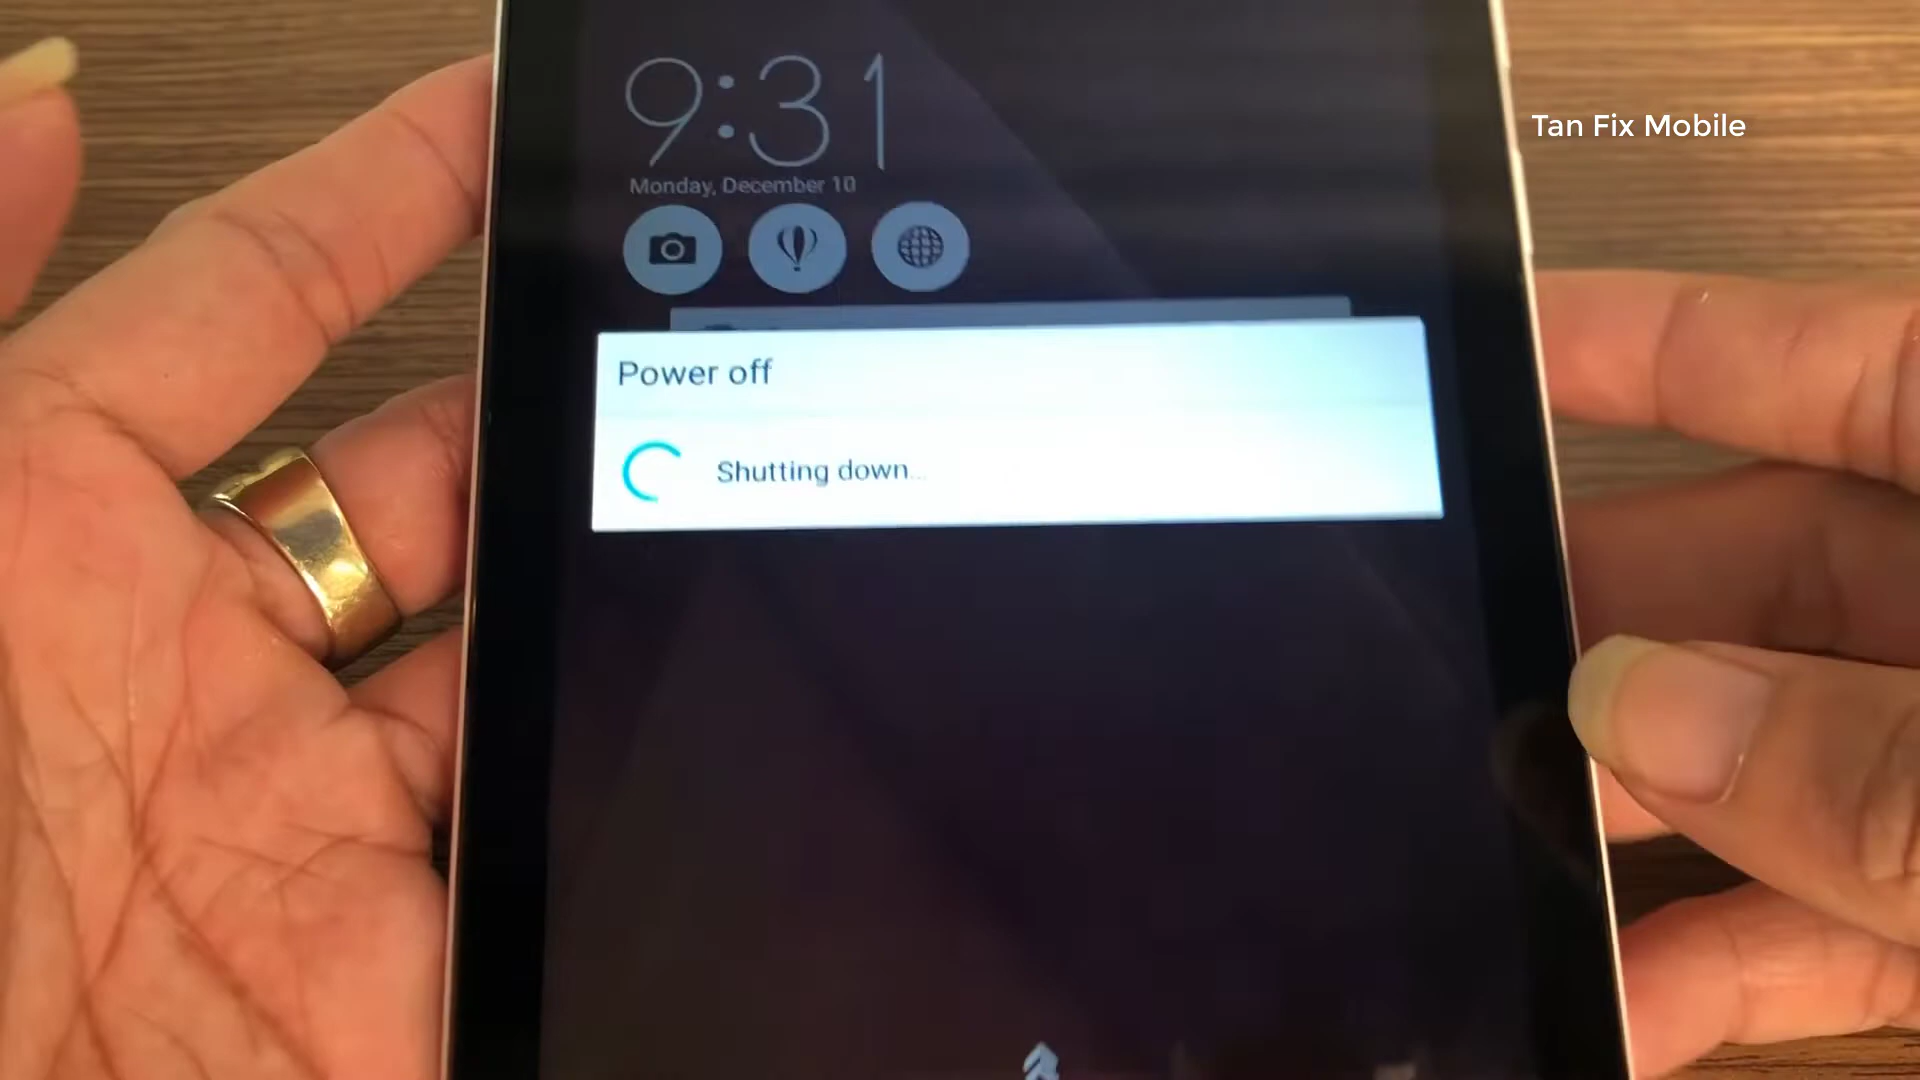 9:31
Tan Fix Mobile
Monday, December 10
Power off
Shutting down...